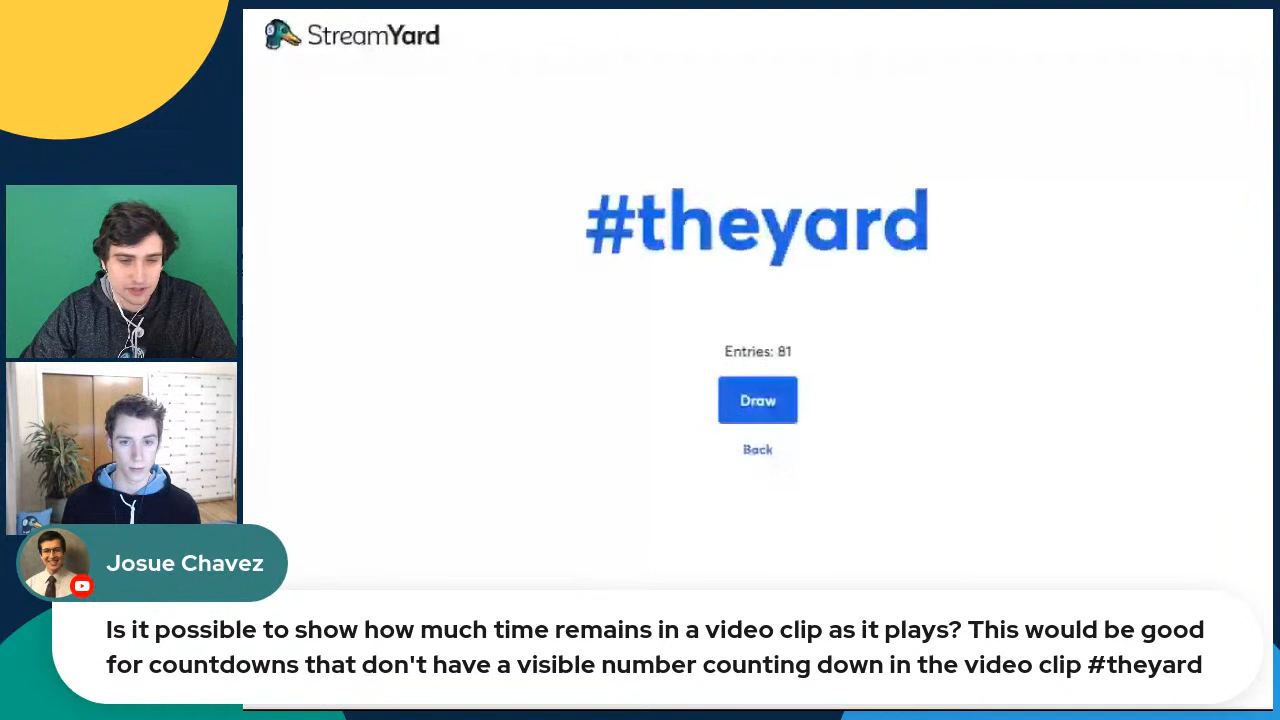 StreamYard
#theyard
Entries: 81
Draw
Back
Josue Chavez
Is it possible to show how much time remains in a video clip as it plays? This would be good
for countdowns that don't have a visible number counting down in the video clip #theyard